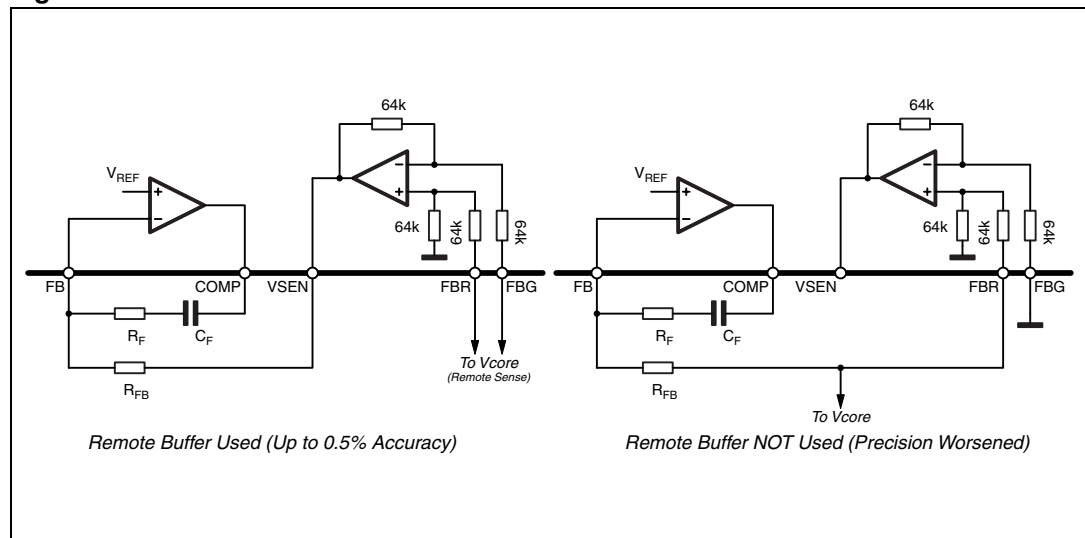 64k
V_REF
+
−
−
+
64k
64k
64k
FB
COMP
VSEN
FBR
FBG
R_F
C_F
R_FB
To Vcore
(Remote Sense)
Remote Buffer Used (Up to 0.5% Accuracy)
64k
V_REF
+
−
−
+
64k
64k
64k
FB
COMP
VSEN
FBR
FBG
R_F
C_F
R_FB
To Vcore
Remote Buffer NOT Used (Precision Worsened)